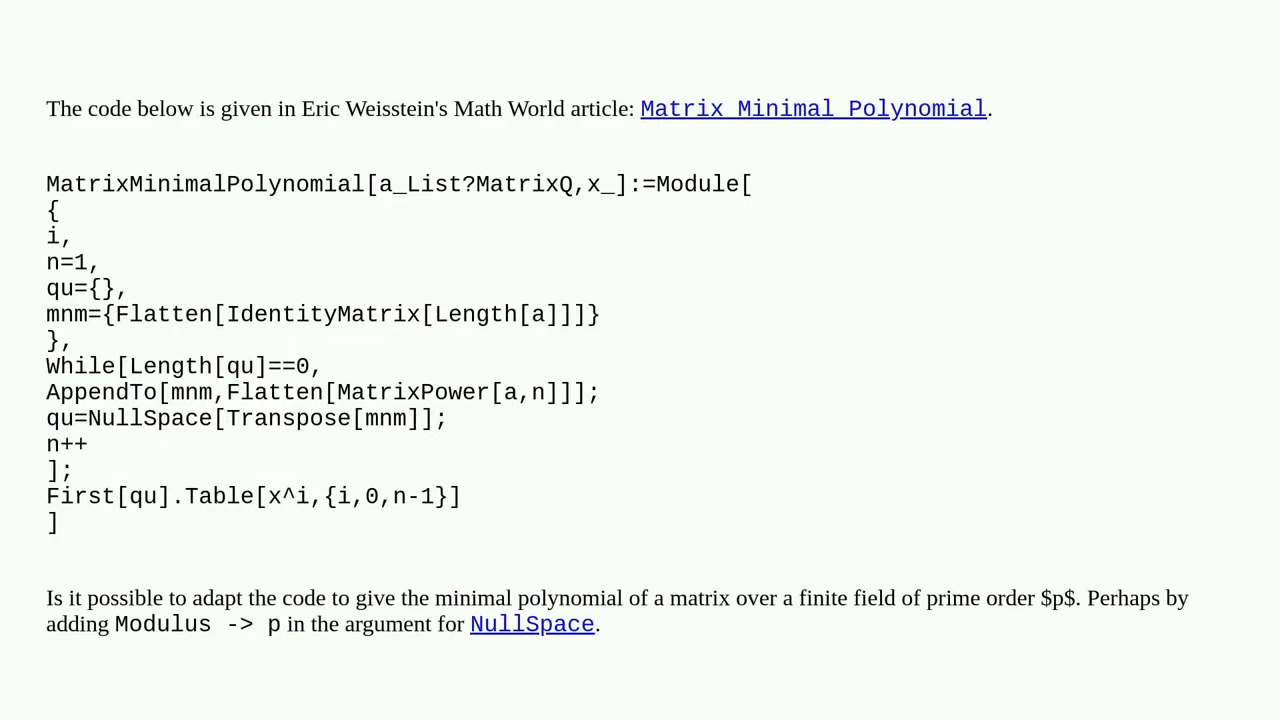 The code below is given in Eric Weisstein's Math World article: Matrix Minimal Polynomial.
MatrixMinimalPolynomial[a_List?MatrixQ,x_]:=Module[
{
i,
n=1,
qu={},
mnm={Flatten[IdentityMatrix[Length[a]]]}
},
While[Length[qu]==0,
AppendTo[mnm,Flatten[MatrixPower[a,n]]];
qu=NullSpace[Transpose[mnm]];
n++
];
First[qu].Table[x^i,{i,0,n-1}]
]
Is it possible to adapt the code to give the minimal polynomial of a matrix over a finite field of prime order $p$. Perhaps by
adding Modulus -> p in the argument for NullSpace.